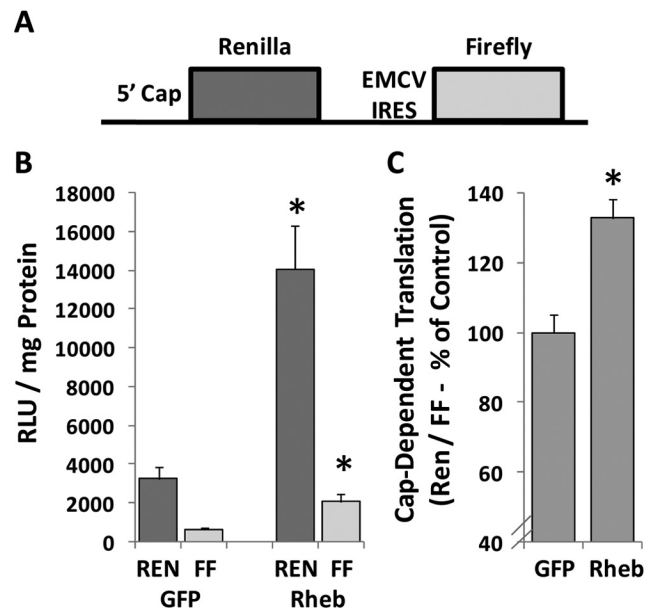 A
Renilla
Firefly
5' Cap
EMCV
IRES
B
RLU / mg Protein
18000
16000
14000
12000
10000
8000
6000
4000
2000
0
*
*
REN FF
REN FF
GFP
Rheb
C
Cap-Dependent Translation
(Ren / FF - % of Control)
140
120
100
80
60
40
*
GFP
Rheb